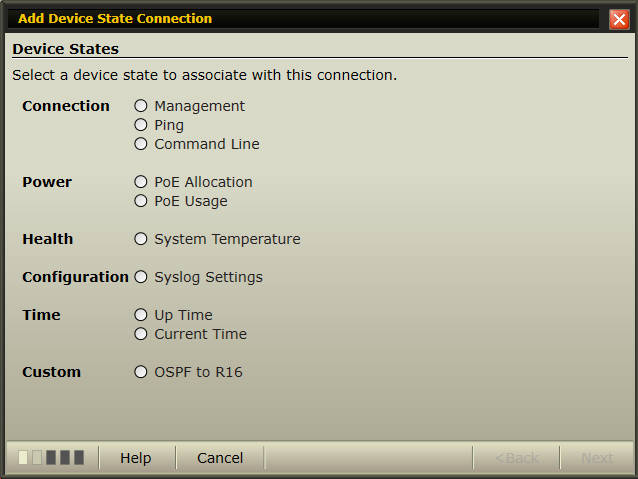 Add Device State Connection
Device States
Select a device state to associate with this connection.
Connection Management
Ping
Command Line
Power PoE Allocation
PoE Usage
Health System Temperature
Configuration Syslog Settings
Time Up Time
Current Time
Custom OSPF to R16
Help Cancel <Back Next